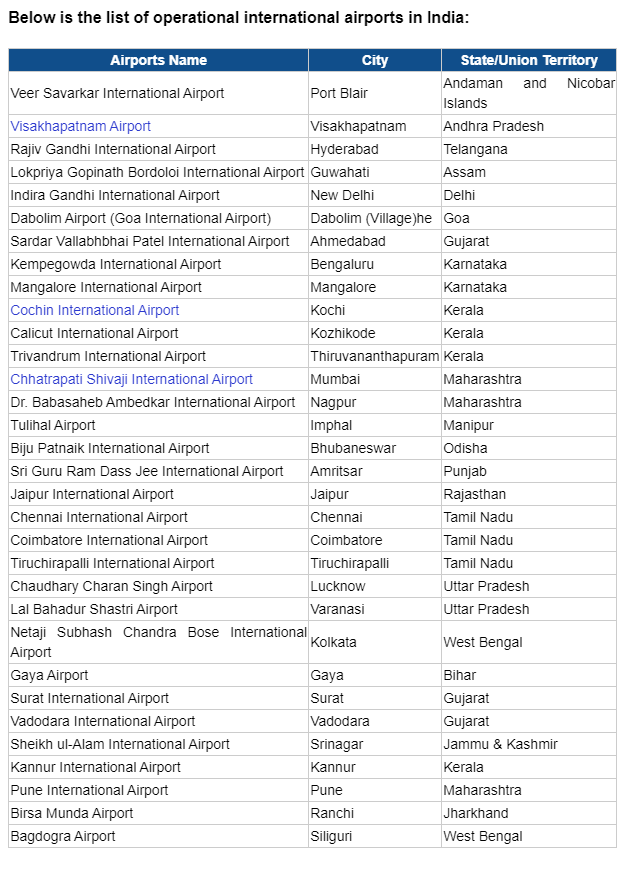 Below is the list of operational international airports in India:
Airports Name City State/Union Territory
Veer Savarkar International Airport Port Blair Andaman and Nicobar
Islands
Visakhapatnam Airport Visakhapatnam Andhra Pradesh
Rajiv Gandhi International Airport Hyderabad Telangana
Lokpriya Gopinath Bordoloi International Airport Guwahati Assam
Indira Gandhi International Airport New Delhi Delhi
Dabolim Airport (Goa International Airport) Dabolim (Village)he Goa
Sardar Vallabhbhai Patel International Airport Ahmedabad Gujarat
Kempegowda International Airport Bengaluru Karnataka
Mangalore International Airport Mangalore Karnataka
Cochin International Airport Kochi Kerala
Calicut International Airport Kozhikode Kerala
Trivandrum International Airport Thiruvananthapuram Kerala
Chhatrapati Shivaji International Airport Mumbai Maharashtra
Dr. Babasaheb Ambedkar International Airport Nagpur Maharashtra
Tulihal Airport Imphal Manipur
Biju Patnaik International Airport Bhubaneswar Odisha
Sri Guru Ram Dass Jee International Airport Amritsar Punjab
Jaipur International Airport Jaipur Rajasthan
Chennai International Airport Chennai Tamil Nadu
Coimbatore International Airport Coimbatore Tamil Nadu
Tiruchirapalli International Airport Tiruchirapalli Tamil Nadu
Chaudhary Charan Singh Airport Lucknow Uttar Pradesh
Lal Bahadur Shastri Airport Varanasi Uttar Pradesh
Netaji Subhash Chandra Bose International
Airport Kolkata West Bengal
Gaya Airport Gaya Bihar
Surat International Airport Surat Gujarat
Vadodara International Airport Vadodara Gujarat
Sheikh ul-Alam International Airport Srinagar Jammu & Kashmir
Kannur International Airport Kannur Kerala
Pune International Airport Pune Maharashtra
Birsa Munda Airport Ranchi Jharkhand
Bagdogra Airport Siliguri West Bengal